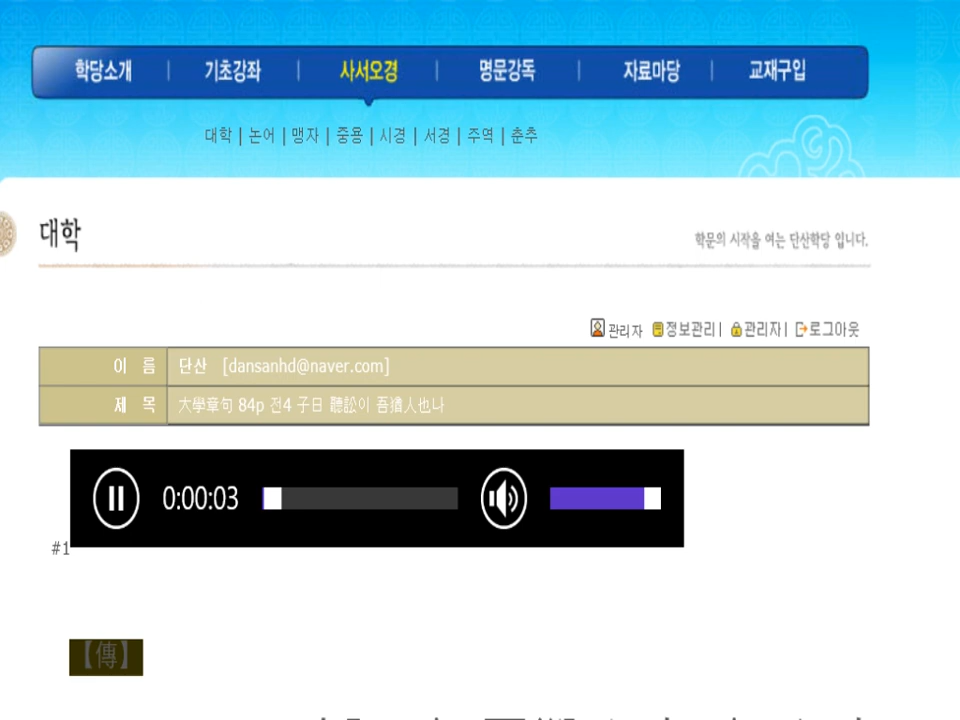 학당소개 | 기초강좌 | 사서오경 | 명문강독 | 자료마당 | 교재구입
대학 | 논어 | 맹자 | 중용 | 시경 | 서경 | 주역 | 춘추
대학
학문의 시작을 여는 단산학당 입니다.
관리자 정보관리 | 관리자 | 로그아웃
이 름 단산 [dansanhd@naver.com]
제 목 大學章句 84p 전4 子曰 聽訟이 吾猶人也나
0:00:03
#1
【傳】